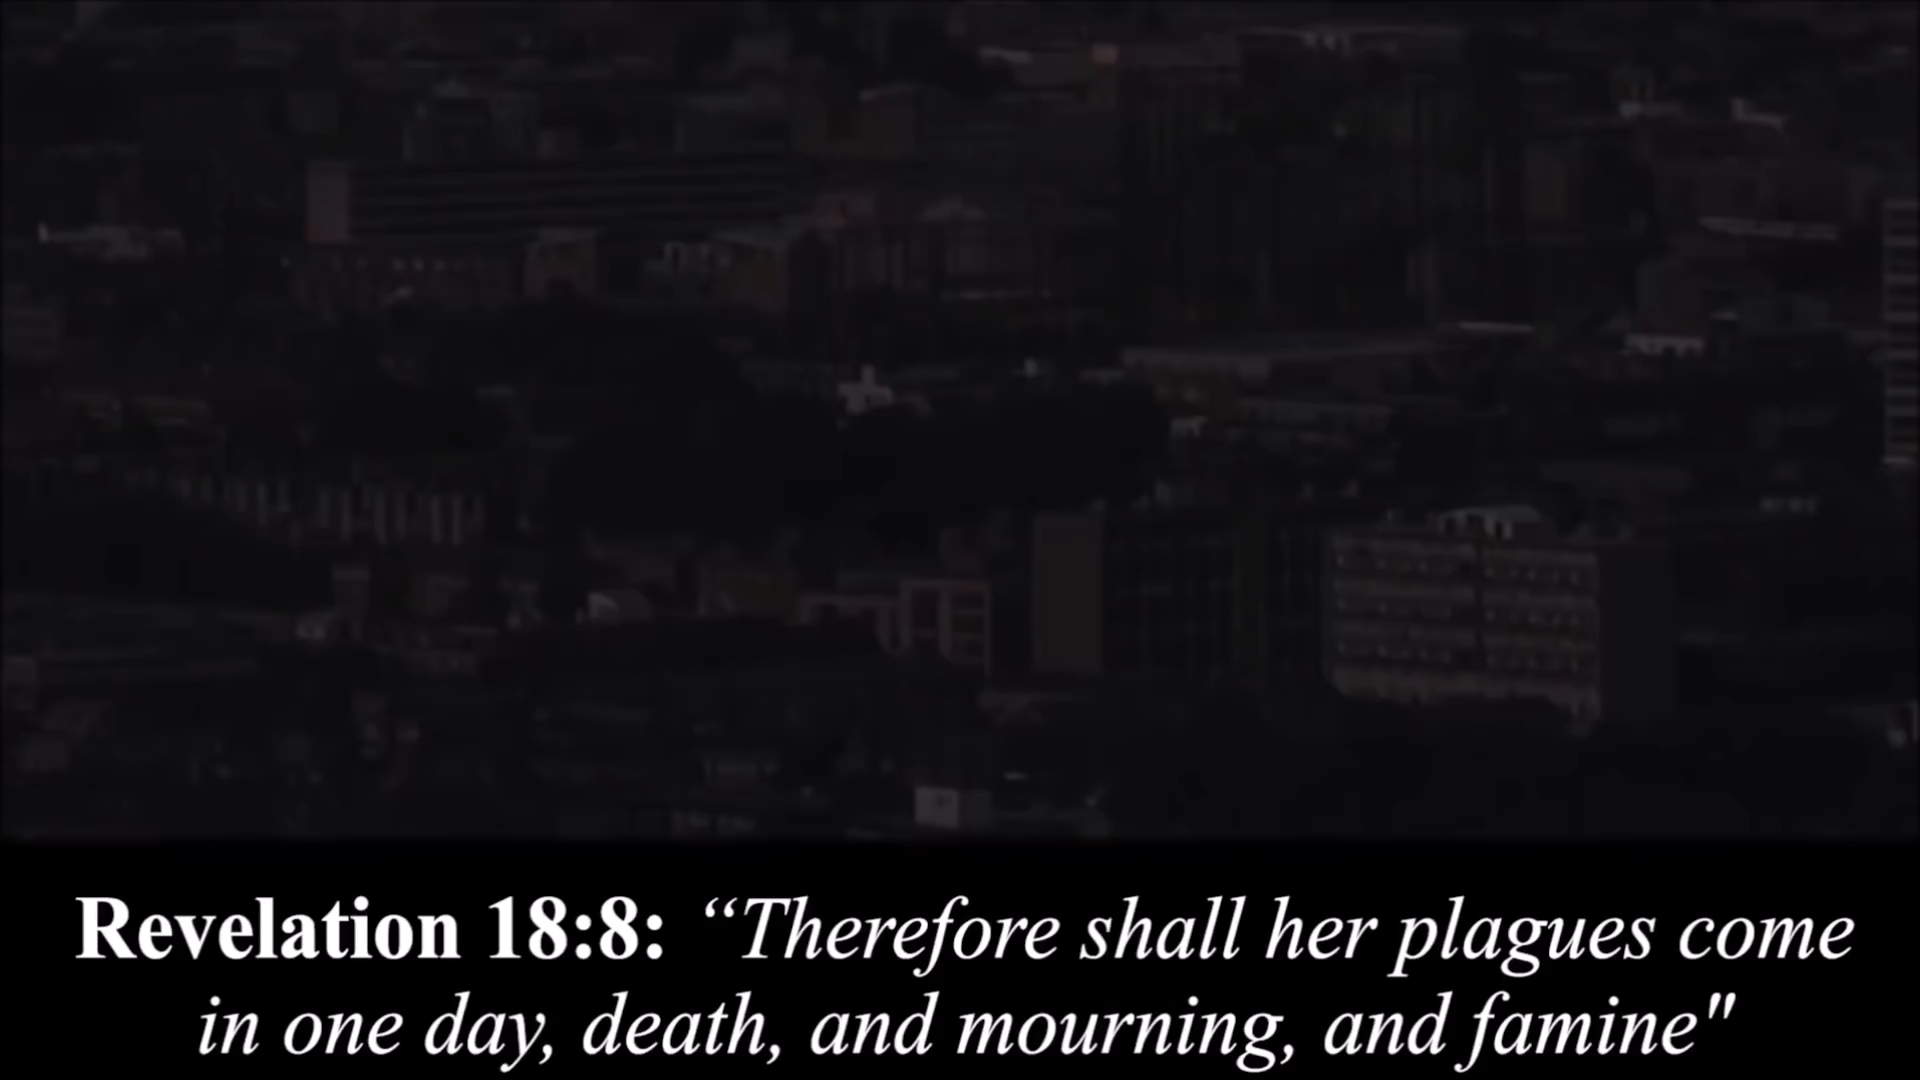 Revelation 18:8: “Therefore shall her plagues come
in one day, death, and mourning, and famine"